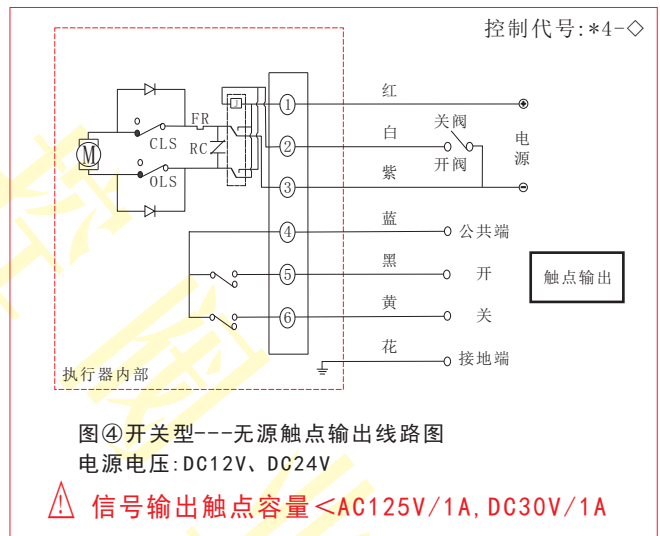 控制代号:*4-◇
红
白
紫
蓝
黑
黄
花
①
②
③
④
⑤
⑥
关阀
开阀
电源
公共端
开
关
接地端
触点输出
M
CLS
OLS
FR
RC
J
执行器内部
图④开关型---无源触点输出线路图
电源电压:DC12V、DC24V
信号输出触点容量<AC125V/1A,DC30V/1A